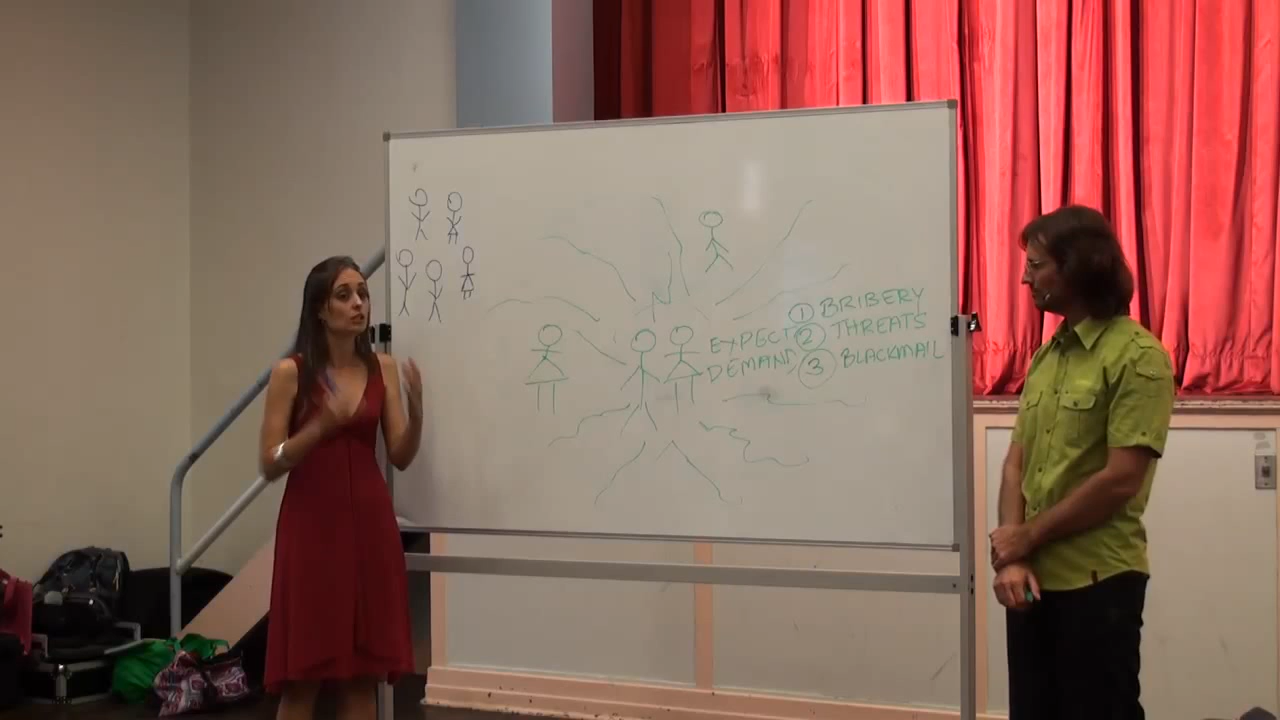 EXPECT ① BRIBERY
DEMAND ② THREATS
③ BLACKMAIL